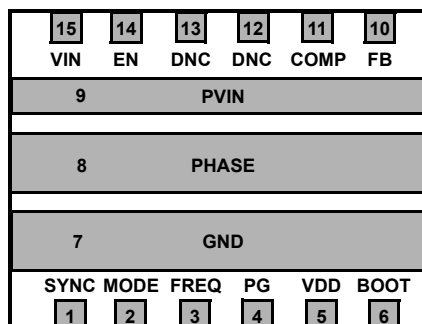 15 14 13 12 11 10
VIN EN DNC DNC COMP FB
9 PVIN
8 PHASE
7 GND
SYNC MODE FREQ PG VDD BOOT
1 2 3 4 5 6